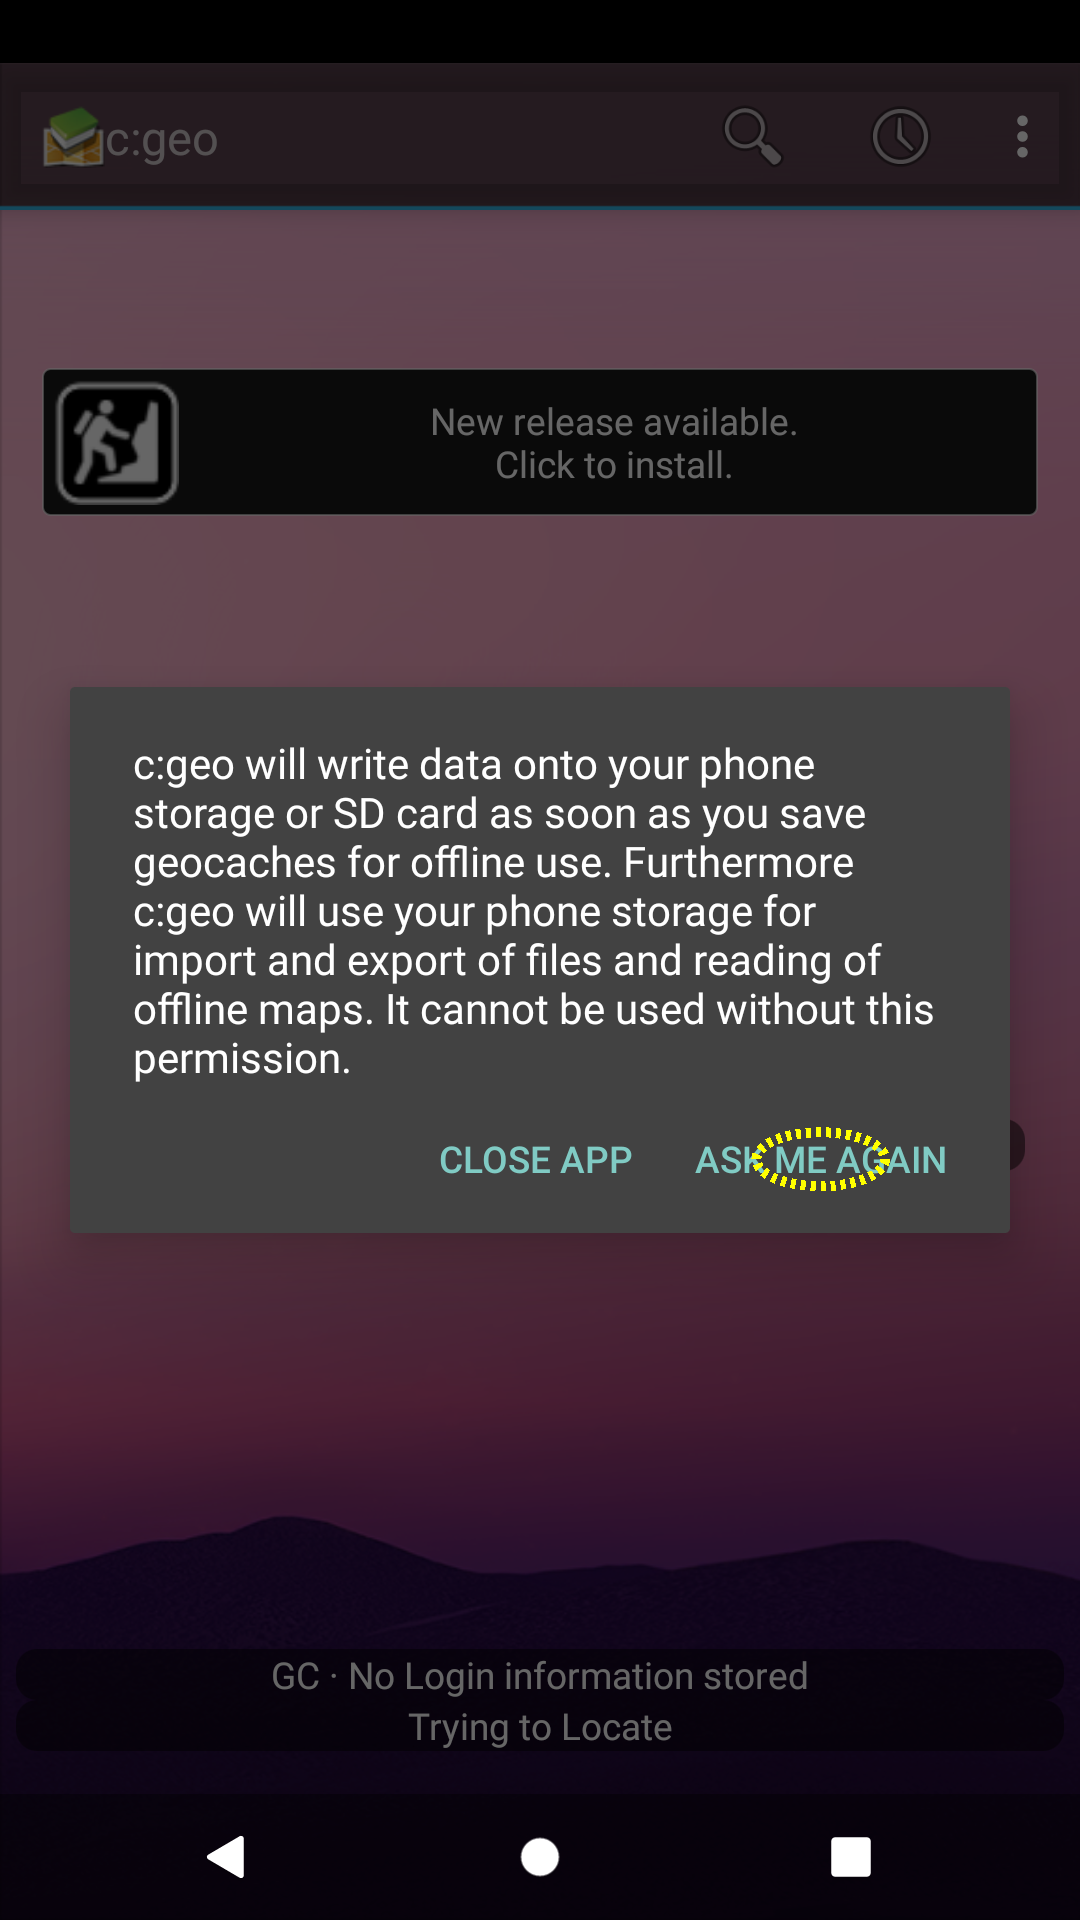 c:geo
New release available.
Click to install.
c:geo will write data onto your phone
storage or SD card as soon as you save
geocaches for offline use. Furthermore
c:geo will use your phone storage for
import and export of files and reading of
offline maps. It cannot be used without this
permission.
CLOSE APP ASK ME AGAIN
GC · No Login information stored
Trying to Locate